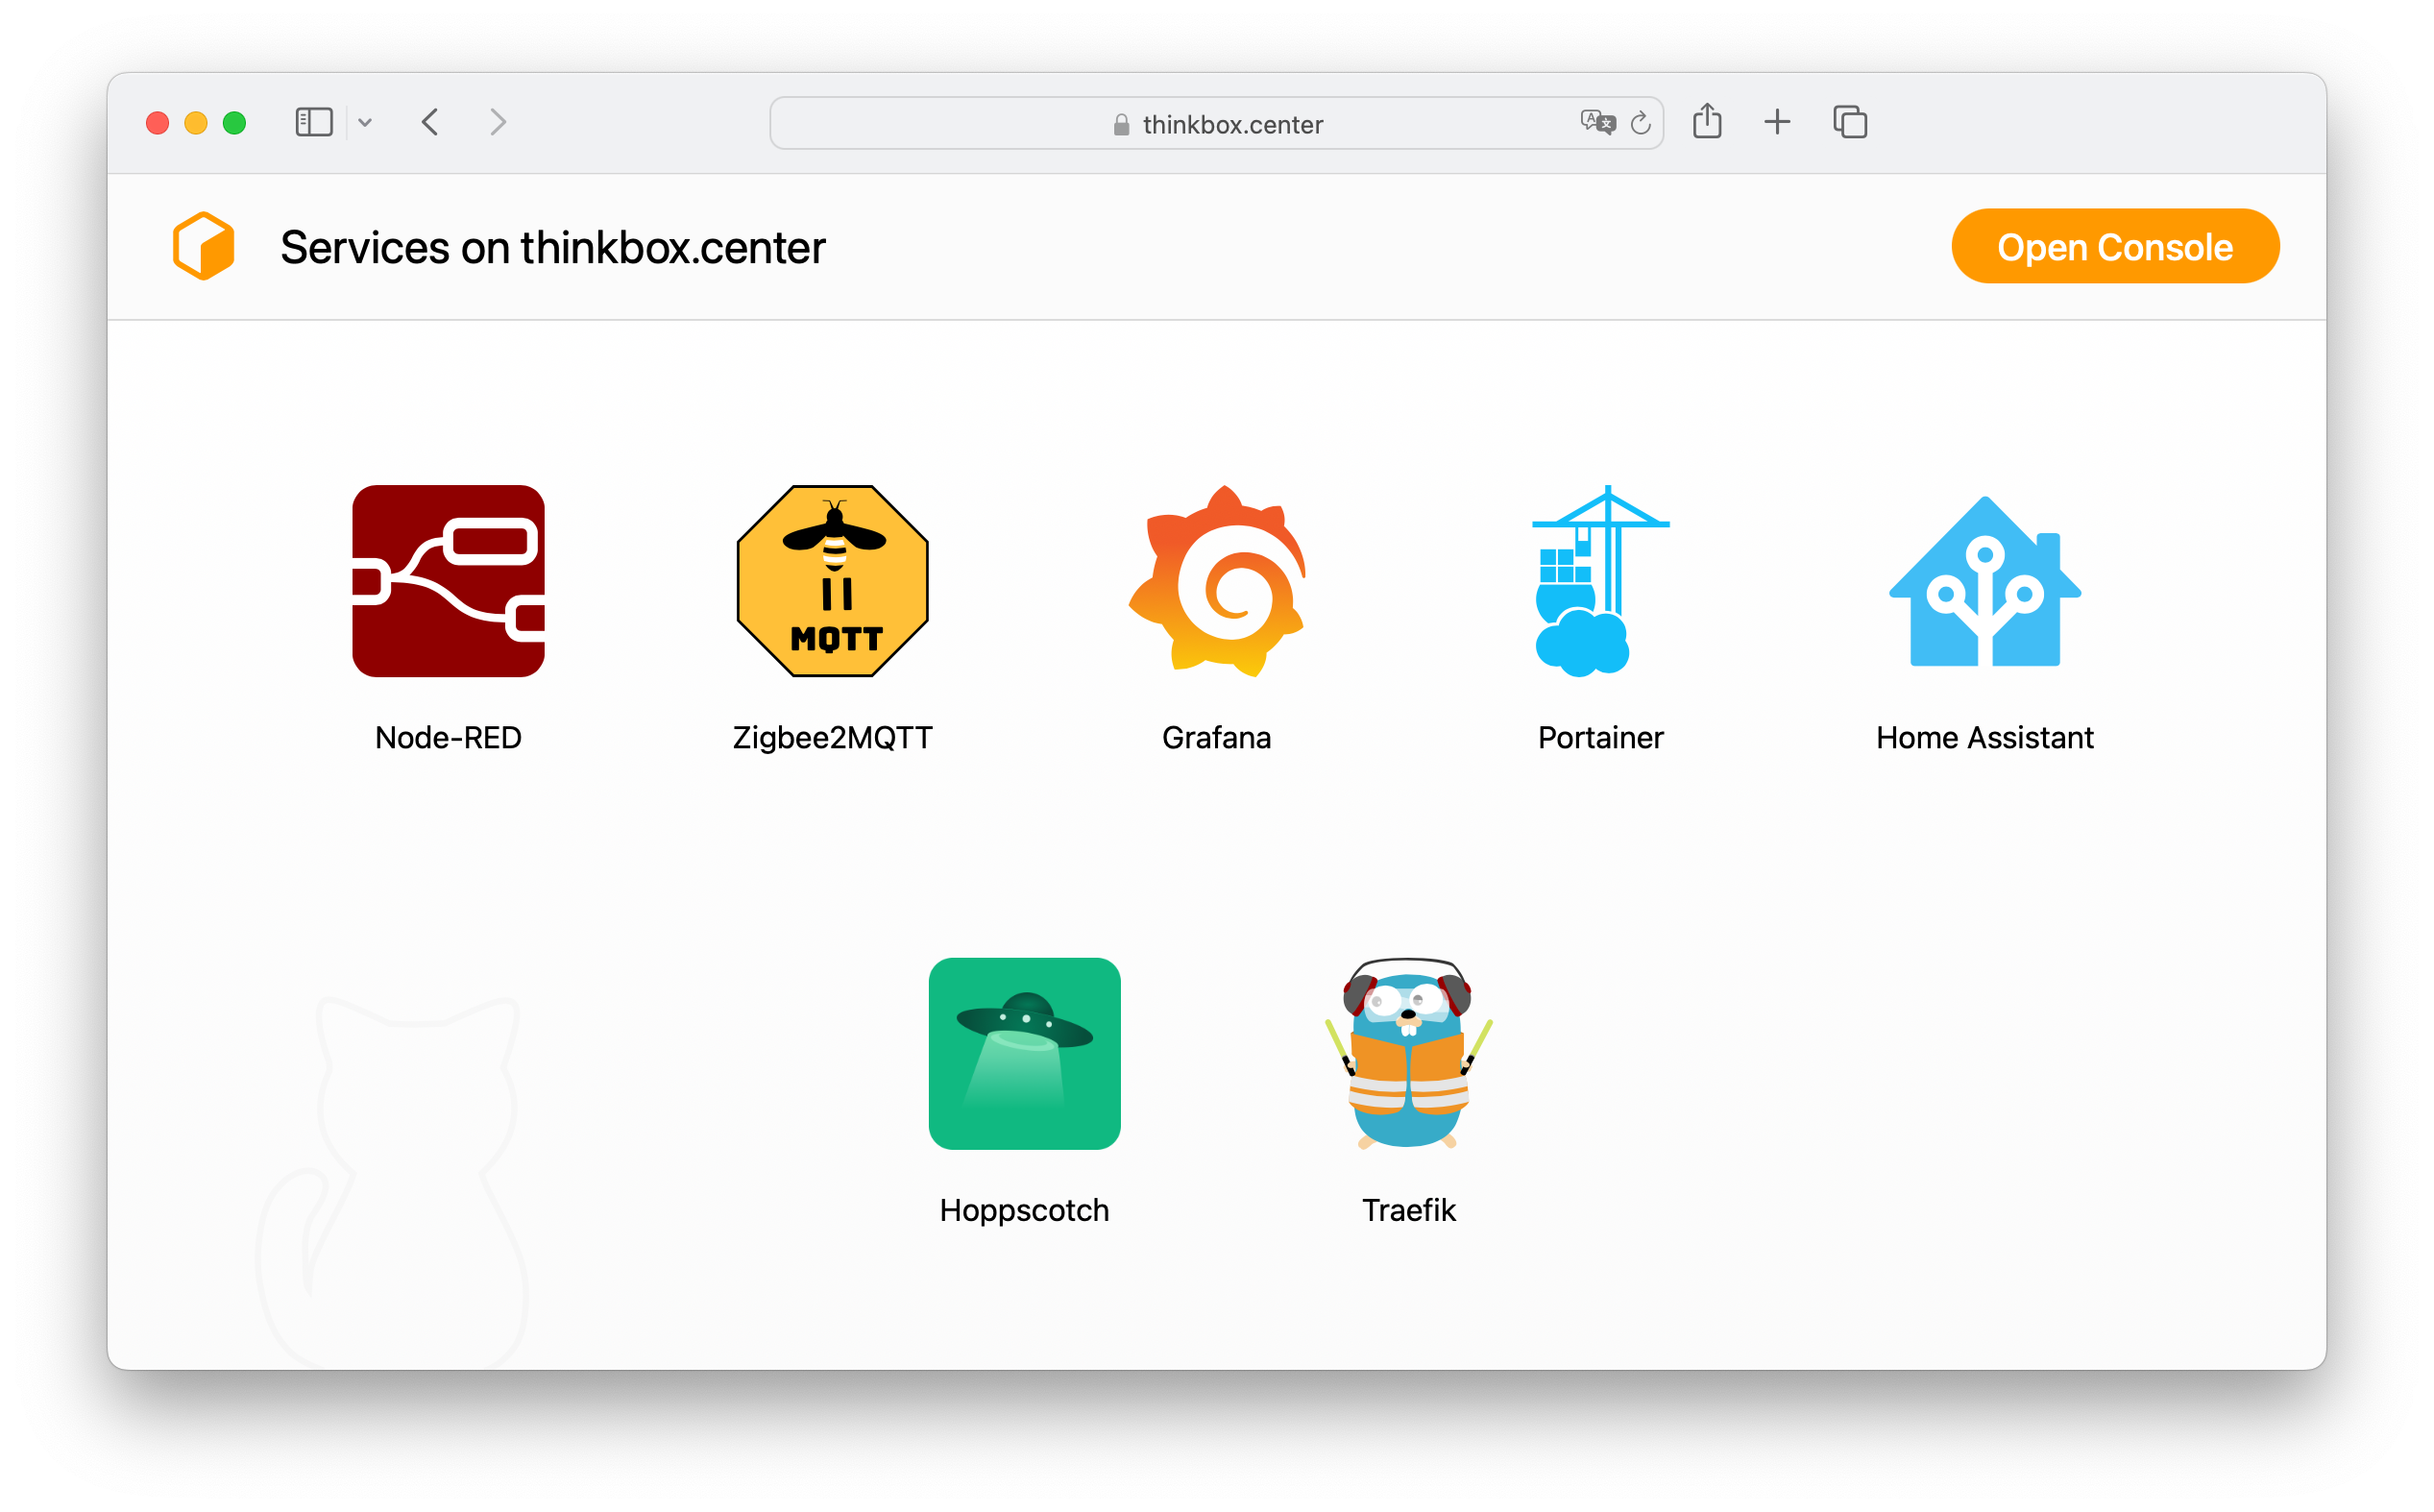 thinkbox.center
Services on thinkbox.center
Open Console
MQTT
Node-RED
Zigbee2MQTT
Grafana
Portainer
Home Assistant
Hoppscotch
Traefik